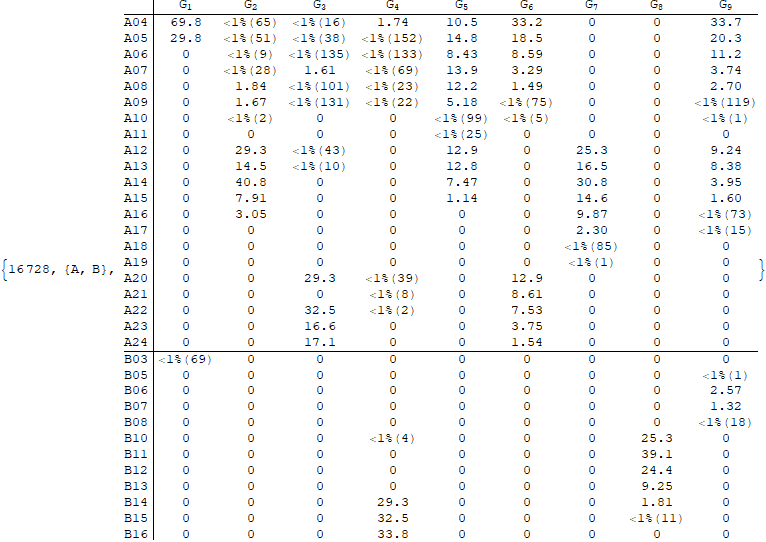 G1 G2 G3 G4 G5 G6 G7 G8 G9
A04 69.8 <1%(65) <1%(16) 1.74 10.5 33.2 0 0 33.7
A05 29.8 <1%(51) <1%(38) <1%(152) 14.8 18.5 0 0 20.3
A06 0 <1%(9) <1%(135) <1%(133) 8.43 8.59 0 0 11.2
A07 0 <1%(28) 1.61 <1%(69) 13.9 3.29 0 0 3.74
A08 0 1.84 <1%(101) <1%(23) 12.2 1.49 0 0 2.70
A09 0 1.67 <1%(131) <1%(22) 5.18 <1%(75) 0 0 <1%(119)
A10 0 <1%(2) 0 0 <1%(99) <1%(5) 0 0 <1%(1)
A11 0 0 0 0 <1%(25) 0 0 0 0
A12 0 29.3 <1%(43) 0 12.9 0 25.3 0 9.24
A13 0 14.5 <1%(10) 0 12.8 0 16.5 0 8.38
A14 0 40.8 0 0 7.47 0 30.8 0 3.95
A15 0 7.91 0 0 1.14 0 14.6 0 1.60
A16 0 3.05 0 0 0 0 9.87 0 <1%(73)
A17 0 0 0 0 0 0 2.30 0 <1%(15)
A18 0 0 0 0 0 0 <1%(85) 0 0
{16728, {A, B}, A19 0 0 0 0 0 0 <1%(1) 0 0 }
A20 0 0 29.3 <1%(39) 0 12.9 0 0 0
A21 0 0 0 <1%(8) 0 8.61 0 0 0
A22 0 0 32.5 <1%(2) 0 7.53 0 0 0
A23 0 0 16.6 0 0 3.75 0 0 0
A24 0 0 17.1 0 0 1.54 0 0 0
B03 <1%(69) 0 0 0 0 0 0 0 0
B05 0 0 0 0 0 0 0 0 <1%(1)
B06 0 0 0 0 0 0 0 0 2.57
B07 0 0 0 0 0 0 0 0 1.32
B08 0 0 0 0 0 0 0 0 <1%(18)
B10 0 0 0 <1%(4) 0 0 0 25.3 0
B11 0 0 0 0 0 0 0 39.1 0
B12 0 0 0 0 0 0 0 24.4 0
B13 0 0 0 0 0 0 0 9.25 0
B14 0 0 0 29.3 0 0 0 1.81 0
B15 0 0 0 32.5 0 0 0 <1%(11) 0
B16 0 0 0 33.8 0 0 0 0 0